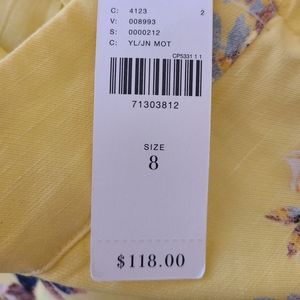 C: 4123 2
V: 008993
S: 0000212
C: YL/JN MOT
CP5331 1 1
71303812
SIZE
8
$118.00